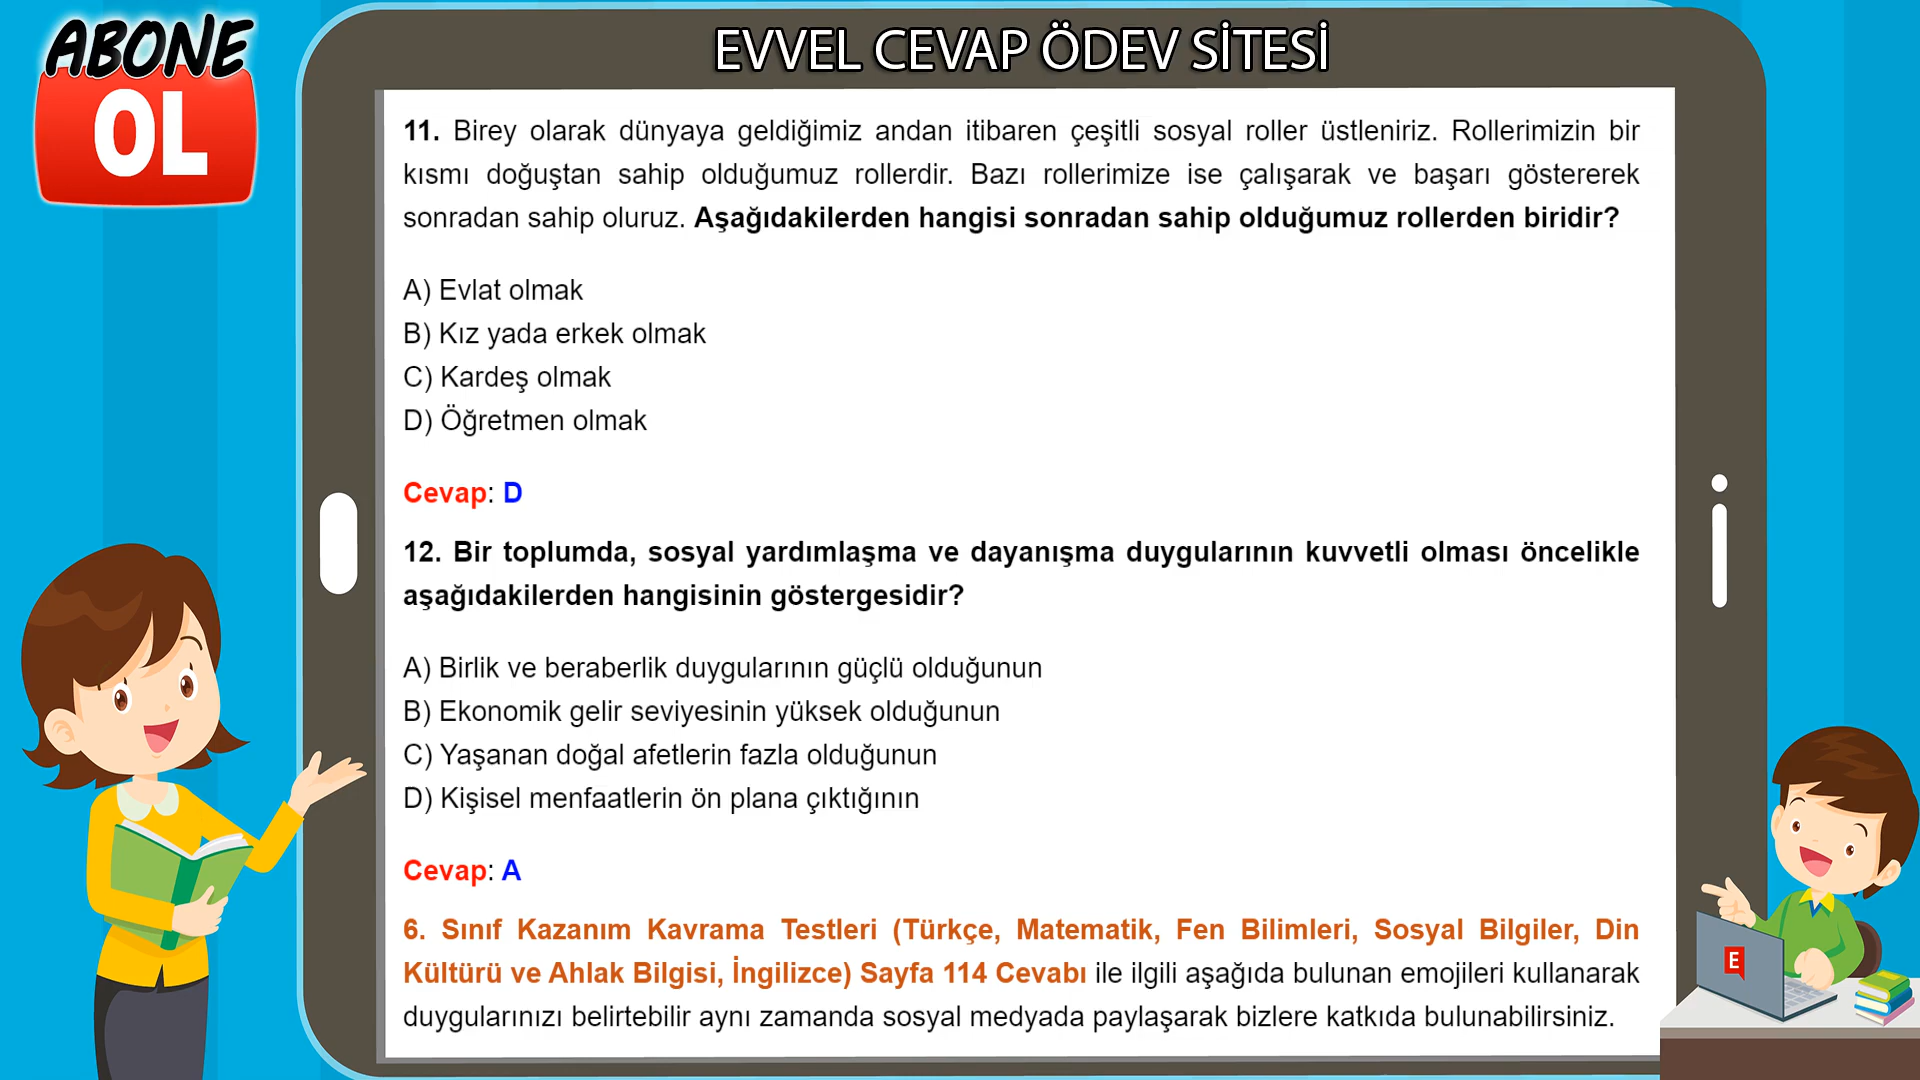 ABONE
OL
EVVEL CEVAP ÖDEV SİTESİ
11. Birey olarak dünyaya geldiğimiz andan itibaren çeşitli sosyal roller üstleniriz. Rollerimizin bir
kısmı doğuştan sahip olduğumuz rollerdir. Bazı rollerimize ise çalışarak ve başarı göstererek
sonradan sahip oluruz. Aşağıdakilerden hangisi sonradan sahip olduğumuz rollerden biridir?
A) Evlat olmak
B) Kız yada erkek olmak
C) Kardeş olmak
D) Öğretmen olmak
Cevap: D
12. Bir toplumda, sosyal yardımlaşma ve dayanışma duygularının kuvvetli olması öncelikle
aşağıdakilerden hangisinin göstergesidir?
A) Birlik ve beraberlik duygularının güçlü olduğunun
B) Ekonomik gelir seviyesinin yüksek olduğunun
C) Yaşanan doğal afetlerin fazla olduğunun
D) Kişisel menfaatlerin ön plana çıktığının
Cevap: A
6. Sınıf Kazanım Kavrama Testleri (Türkçe, Matematik, Fen Bilimleri, Sosyal Bilgiler, Din
Kültürü ve Ahlak Bilgisi, İngilizce) Sayfa 114 Cevabı ile ilgili aşağıda bulunan emojileri kullanarak
duygularınızı belirtebilir aynı zamanda sosyal medyada paylaşarak bizlere katkıda bulunabilirsiniz.
E